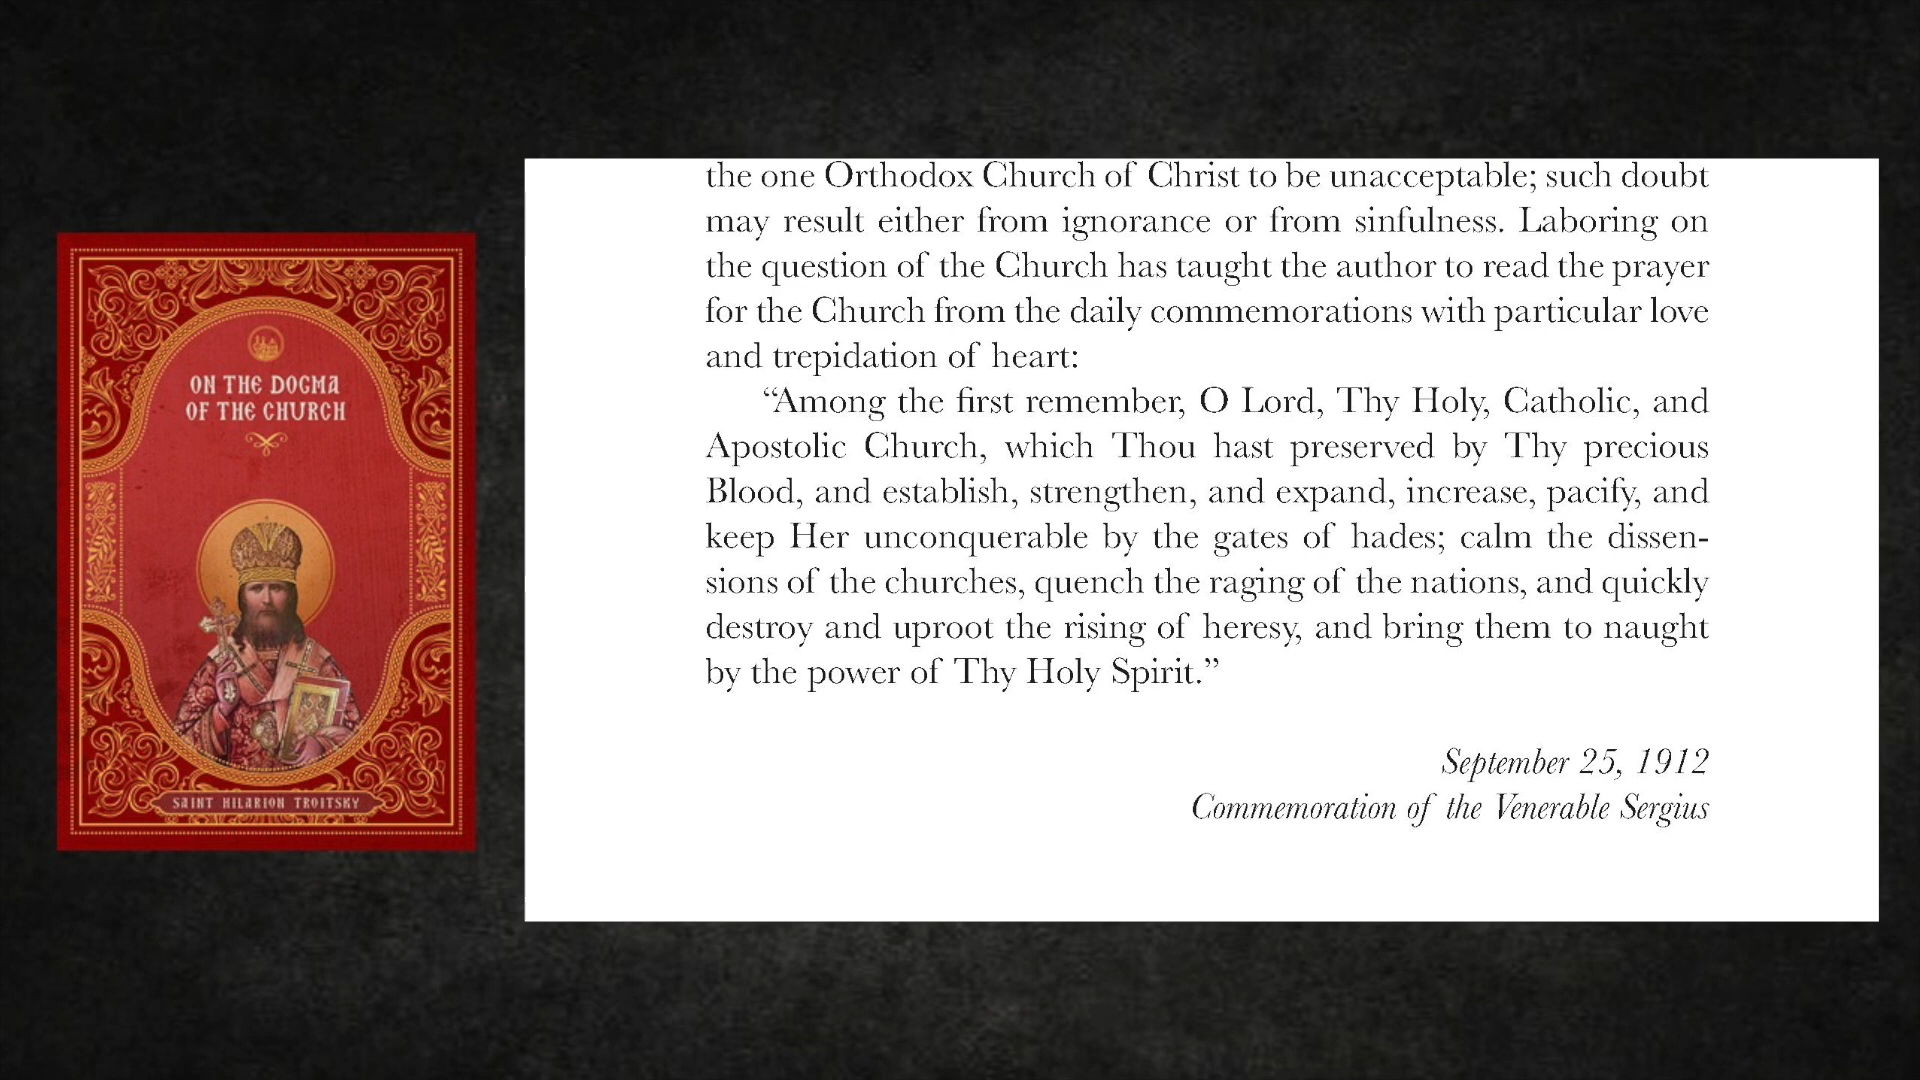 ON THE DOGMA
OF THE CHURCH
SAINT HILARION TROITSKY
the one Orthodox Church of Christ to be unacceptable; such doubt
may result either from ignorance or from sinfulness. Laboring on
the question of the Church has taught the author to read the prayer
for the Church from the daily commemorations with particular love
and trepidation of heart:
“Among the first remember, O Lord, Thy Holy, Catholic, and
Apostolic Church, which Thou hast preserved by Thy precious
Blood, and establish, strengthen, and expand, increase, pacify, and
keep Her unconquerable by the gates of hades; calm the dissen-
sions of the churches, quench the raging of the nations, and quickly
destroy and uproot the rising of heresy, and bring them to naught
by the power of Thy Holy Spirit.”
September 25, 1912
Commemoration of the Venerable Sergius